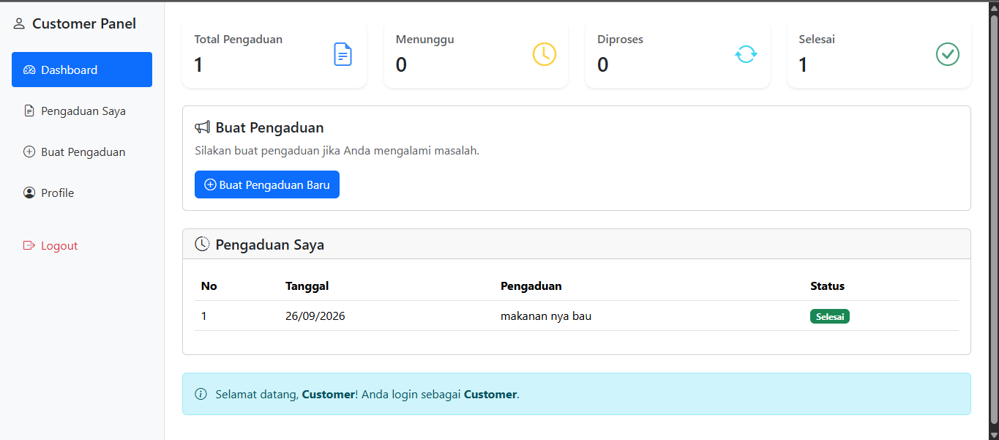 Customer Panel
Dashboard
Pengaduan Saya
Buat Pengaduan
Profile
Logout
Total Pengaduan
1
Menunggu
0
Diproses
0
Selesai
1
Buat Pengaduan
Silakan buat pengaduan jika Anda mengalami masalah.
Buat Pengaduan Baru
Pengaduan Saya
No Tanggal Pengaduan Status
1 26/09/2026 makanan nya bau Selesai
Selamat datang, Customer! Anda login sebagai Customer.